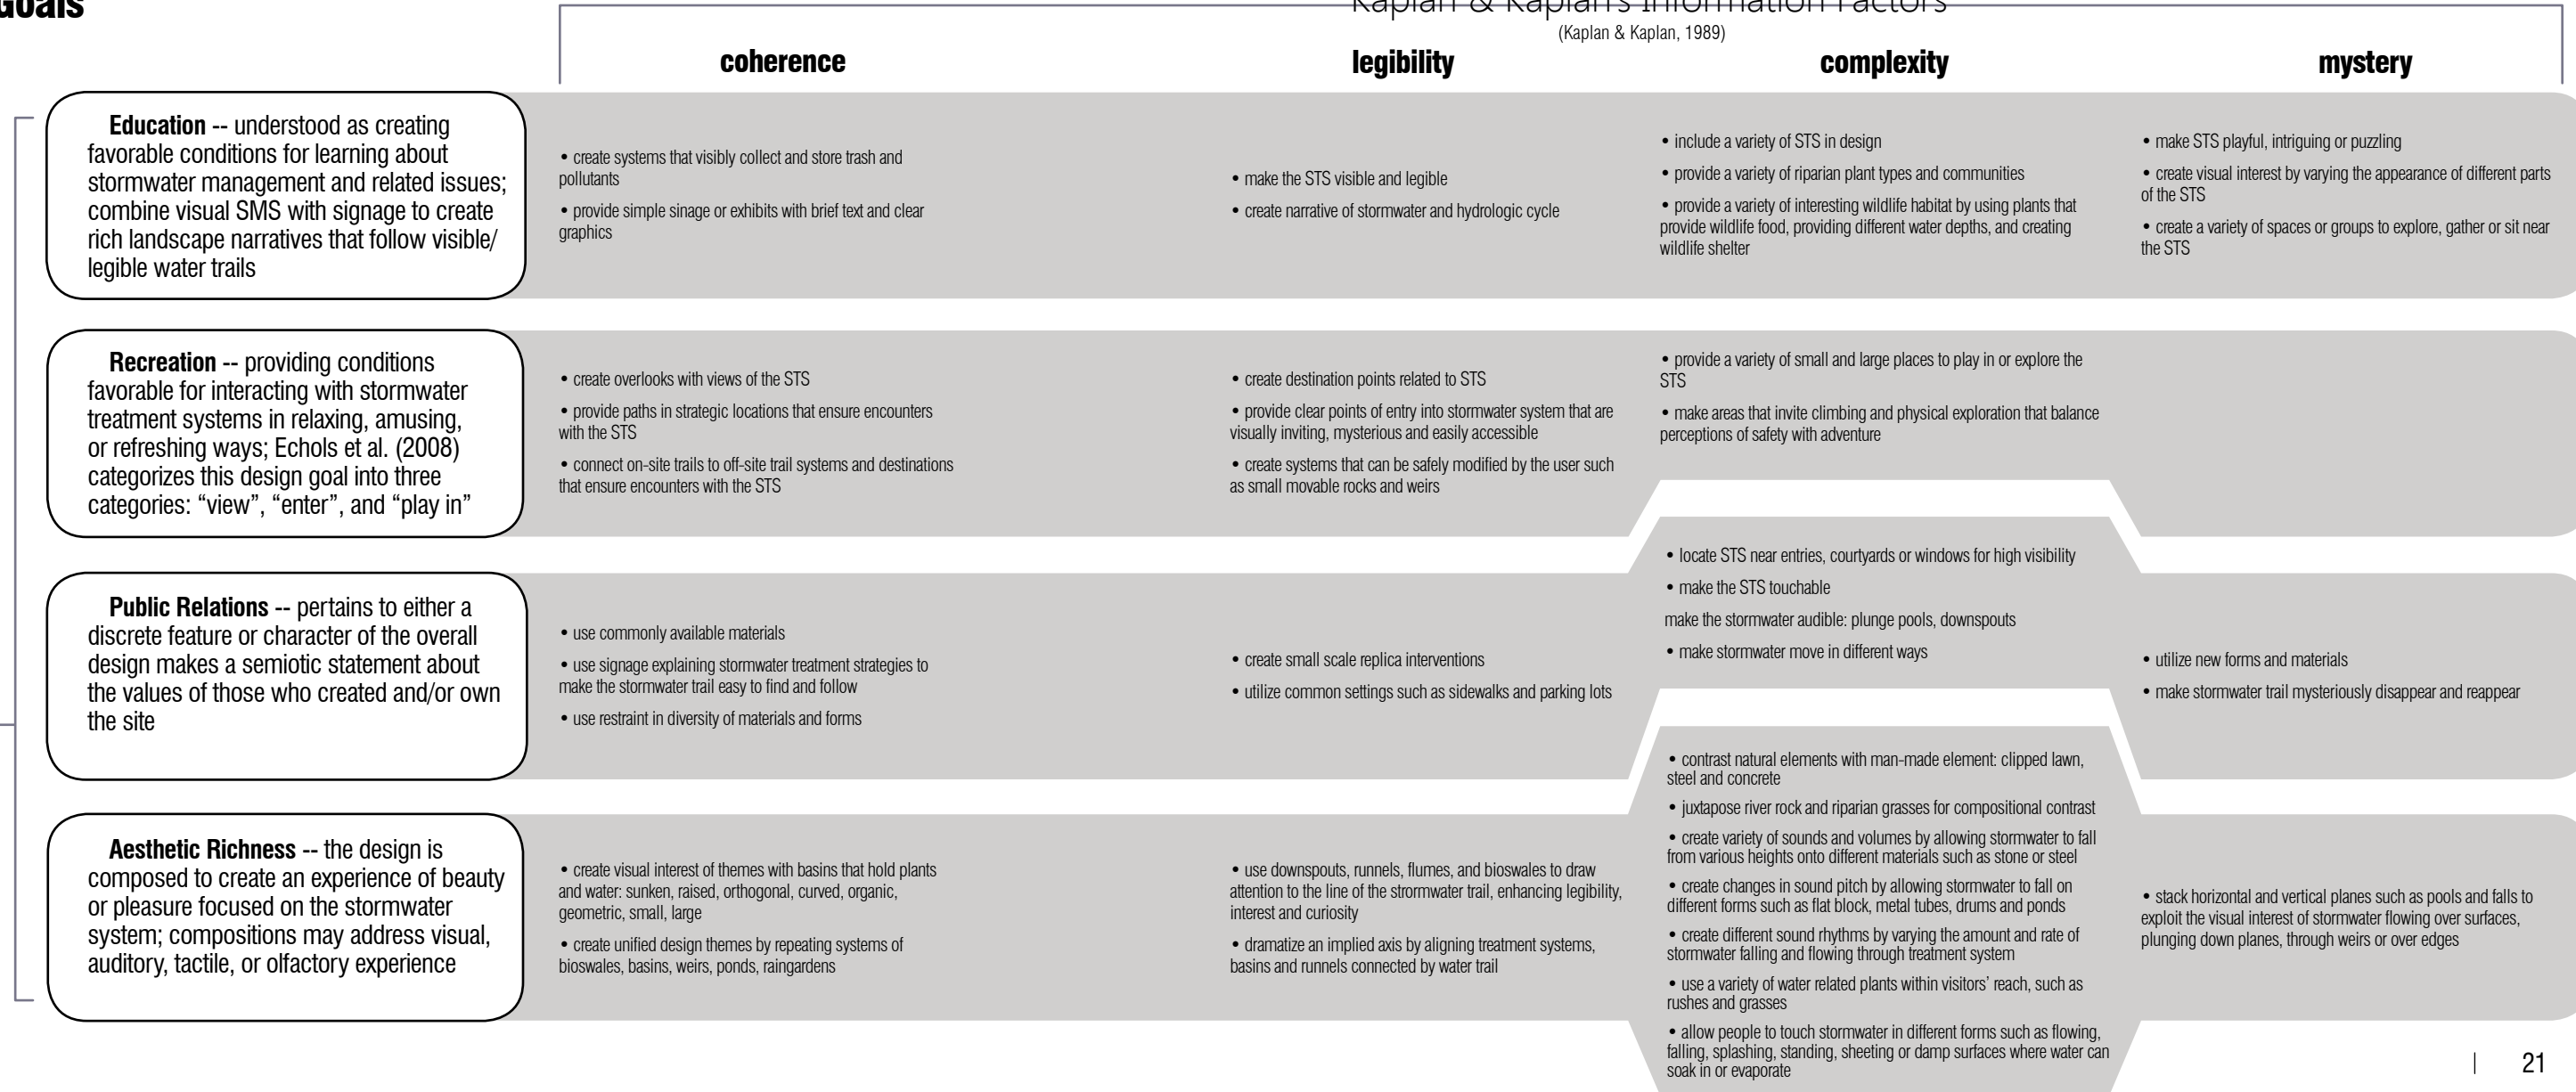 Goals
Kaplan & Kaplan's Information Factors
(Kaplan & Kaplan, 1989)
coherence
legibility
complexity
mystery
Education -- understood as creating
favorable conditions for learning about
stormwater management and related issues;
combine visual SMS with signage to create
rich landscape narratives that follow visible/
legible water trails
• create systems that visibly collect and store trash and
pollutants
• provide simple sinage or exhibits with brief text and clear
graphics
• make the STS visible and legible
• create narrative of stormwater and hydrologic cycle
• include a variety of STS in design
• provide a variety of riparian plant types and communities
• provide a variety of interesting wildlife habitat by using plants that
provide wildlife food, providing different water depths, and creating
wildlife shelter
• make STS playful, intriguing or puzzling
• create visual interest by varying the appearance of different parts
of the STS
• create a variety of spaces or groups to explore, gather or sit near
the STS
Recreation -- providing conditions
favorable for interacting with stormwater
treatment systems in relaxing, amusing,
or refreshing ways; Echols et al. (2008)
categorizes this design goal into three
categories: “view”, “enter”, and “play in”
• create overlooks with views of the STS
• provide paths in strategic locations that ensure encounters
with the STS
• connect on-site trails to off-site trail systems and destinations
that ensure encounters with the STS
• create destination points related to STS
• provide clear points of entry into stormwater system that are
visually inviting, mysterious and easily accessible
• create systems that can be safely modified by the user such
as small movable rocks and weirs
• provide a variety of small and large places to play in or explore the
STS
• make areas that invite climbing and physical exploration that balance
perceptions of safety with adventure
Public Relations -- pertains to either a
discrete feature or character of the overall
design makes a semiotic statement about
the values of those who created and/or own
the site
• use commonly available materials
• use signage explaining stormwater treatment strategies to
make the stormwater trail easy to find and follow
• use restraint in diversity of materials and forms
• create small scale replica interventions
• utilize common settings such as sidewalks and parking lots
• locate STS near entries, courtyards or windows for high visibility
• make the STS touchable
make the stormwater audible: plunge pools, downspouts
• make stormwater move in different ways
• utilize new forms and materials
• make stormwater trail mysteriously disappear and reappear
Aesthetic Richness -- the design is
composed to create an experience of beauty
or pleasure focused on the stormwater
system; compositions may address visual,
auditory, tactile, or olfactory experience
• create visual interest of themes with basins that hold plants
and water: sunken, raised, orthogonal, curved, organic,
geometric, small, large
• create unified design themes by repeating systems of
bioswales, basins, weirs, ponds, raingardens
• use downspouts, runnels, flumes, and bioswales to draw
attention to the line of the strormwater trail, enhancing legibility,
interest and curiosity
• dramatize an implied axis by aligning treatment systems,
basins and runnels connected by water trail
• contrast natural elements with man-made element: clipped lawn,
steel and concrete
• juxtapose river rock and riparian grasses for compositional contrast
• create variety of sounds and volumes by allowing stormwater to fall
from various heights onto different materials such as stone or steel
• create changes in sound pitch by allowing stormwater to fall on
different forms such as flat block, metal tubes, drums and ponds
• create different sound rhythms by varying the amount and rate of
stormwater falling and flowing through treatment system
• use a variety of water related plants within visitors’ reach, such as
rushes and grasses
• allow people to touch stormwater in different forms such as flowing,
falling, splashing, standing, sheeting or damp surfaces where water can
soak in or evaporate
• stack horizontal and vertical planes such as pools and falls to
exploit the visual interest of stormwater flowing over surfaces,
plunging down planes, through weirs or over edges
| 21